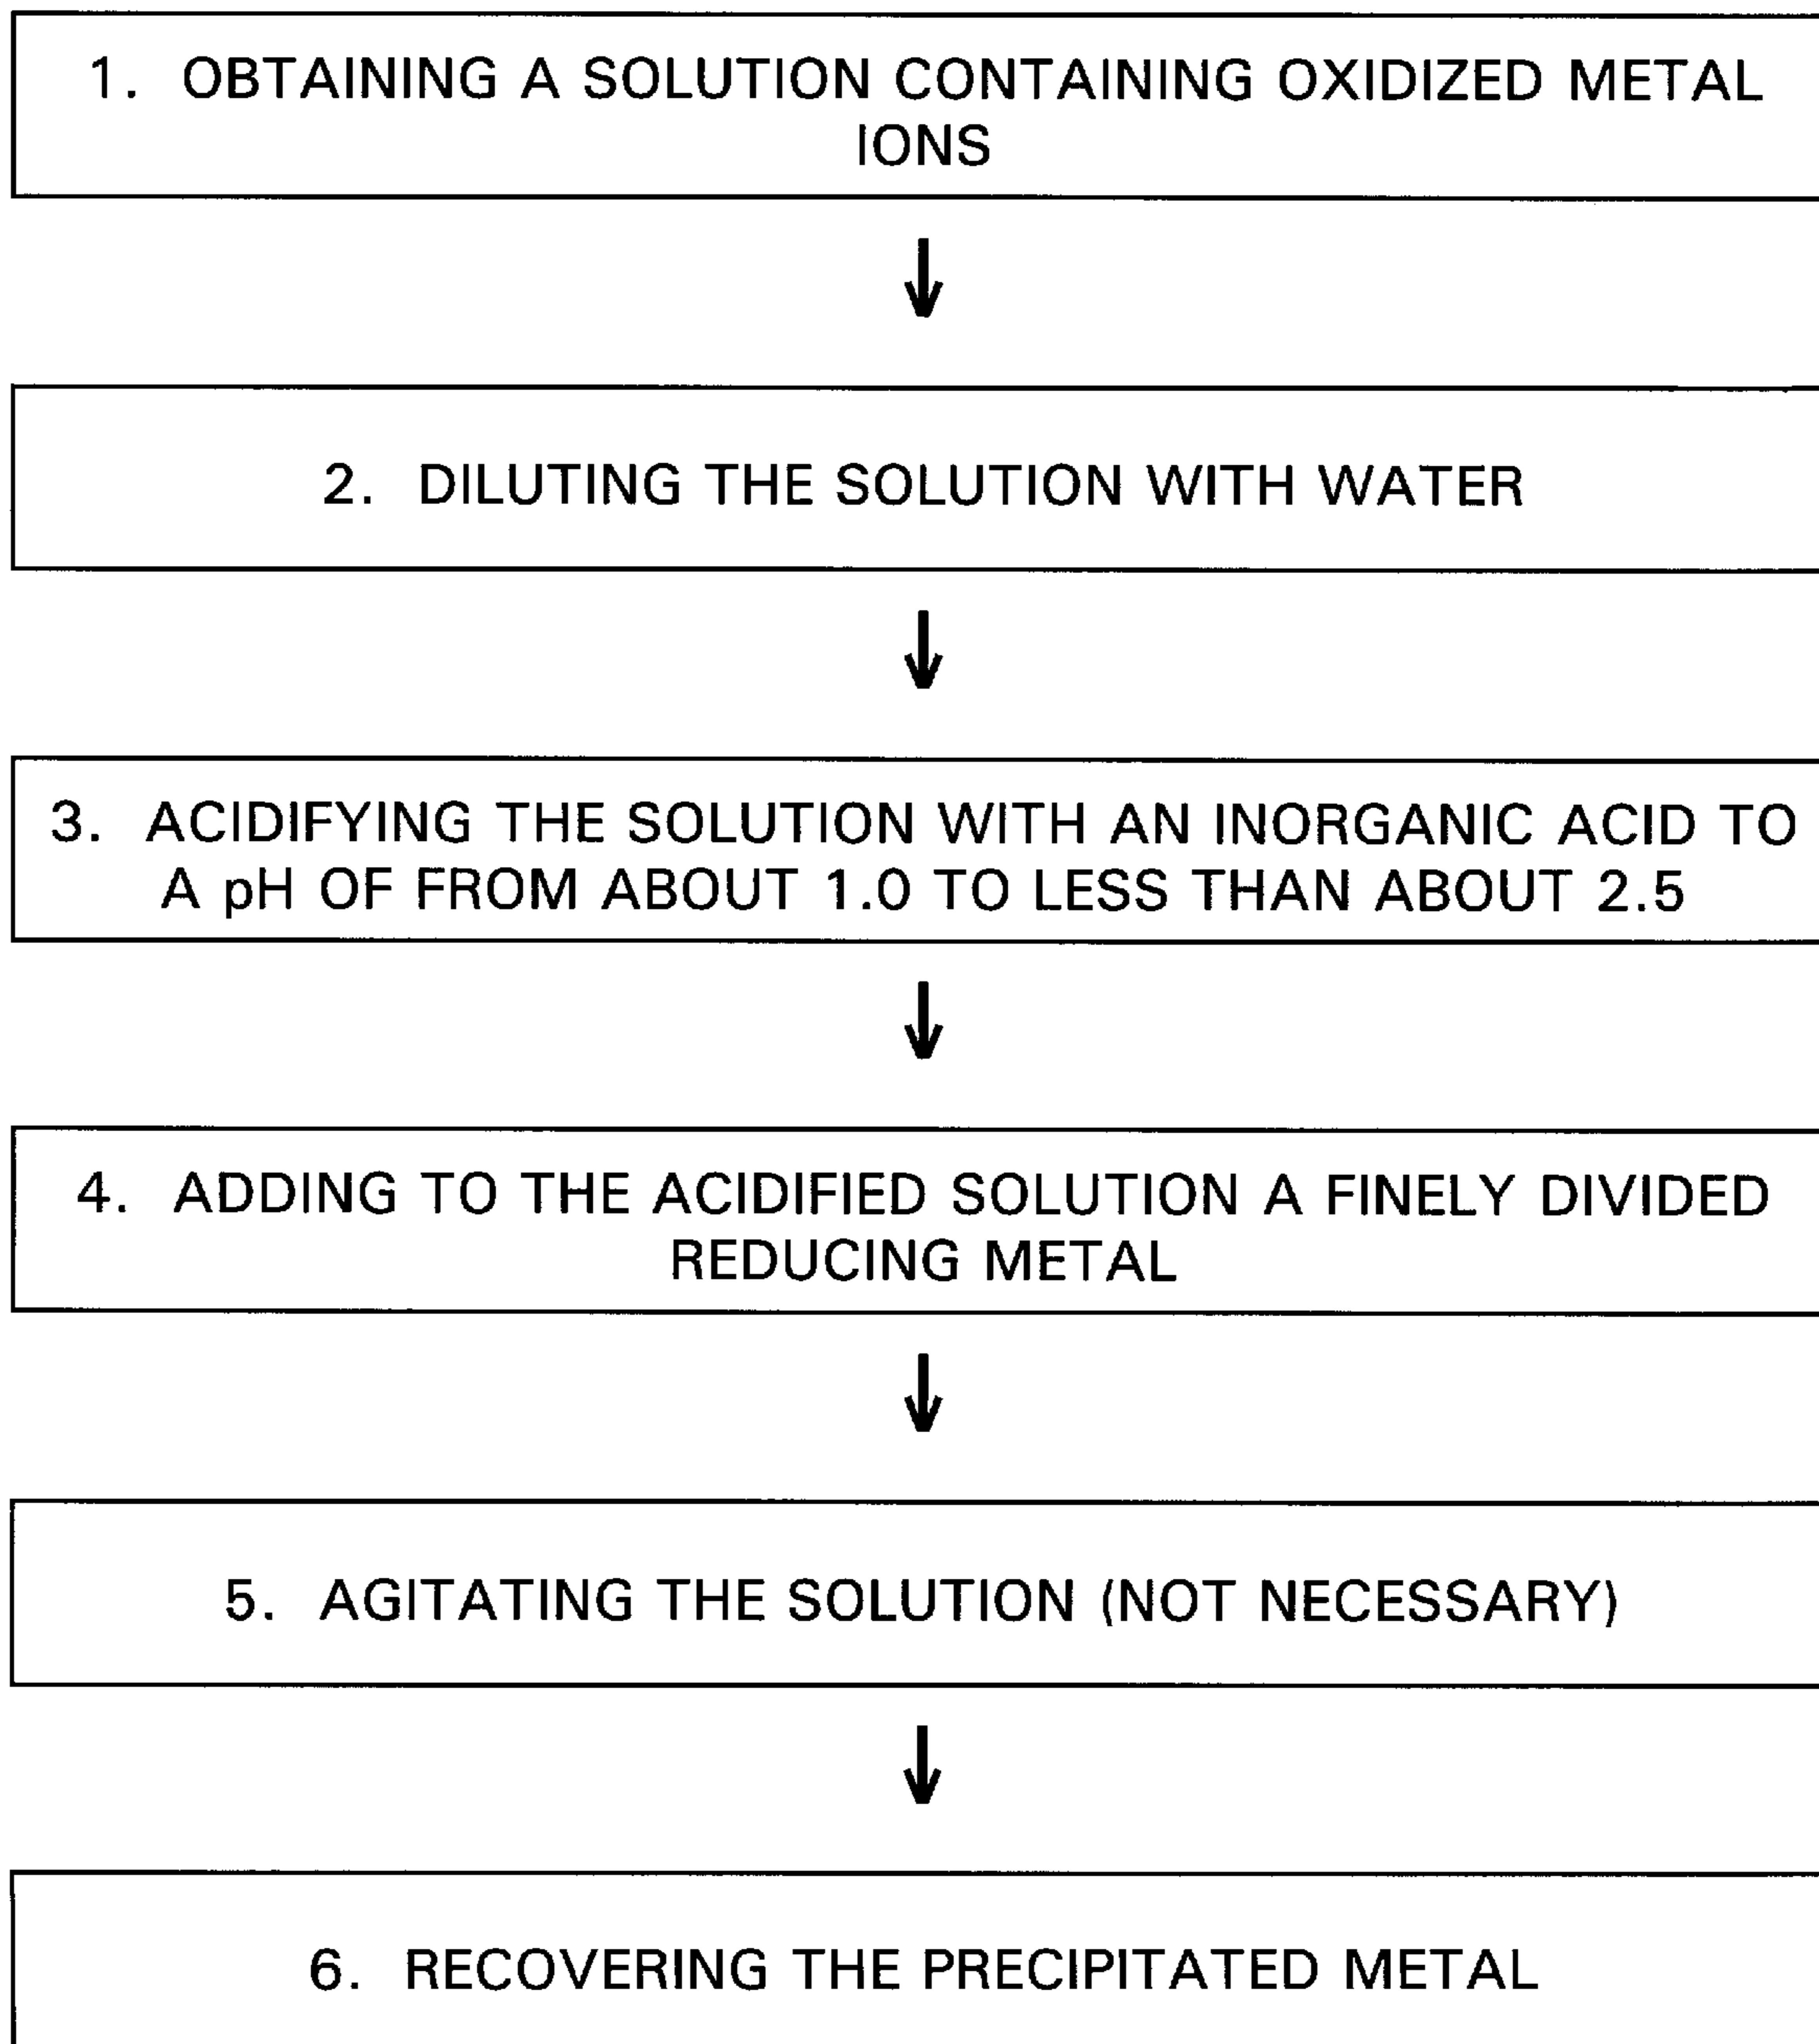 1. OBTAINING A SOLUTION CONTAINING OXIDIZED METAL
IONS
2. DILUTING THE SOLUTION WITH WATER
3. ACIDIFYING THE SOLUTION WITH AN INORGANIC ACID TO
A pH OF FROM ABOUT 1.0 TO LESS THAN ABOUT 2.5
4. ADDING TO THE ACIDIFIED SOLUTION A FINELY DIVIDED
REDUCING METAL
5. AGITATING THE SOLUTION (NOT NECESSARY)
6. RECOVERING THE PRECIPITATED METAL